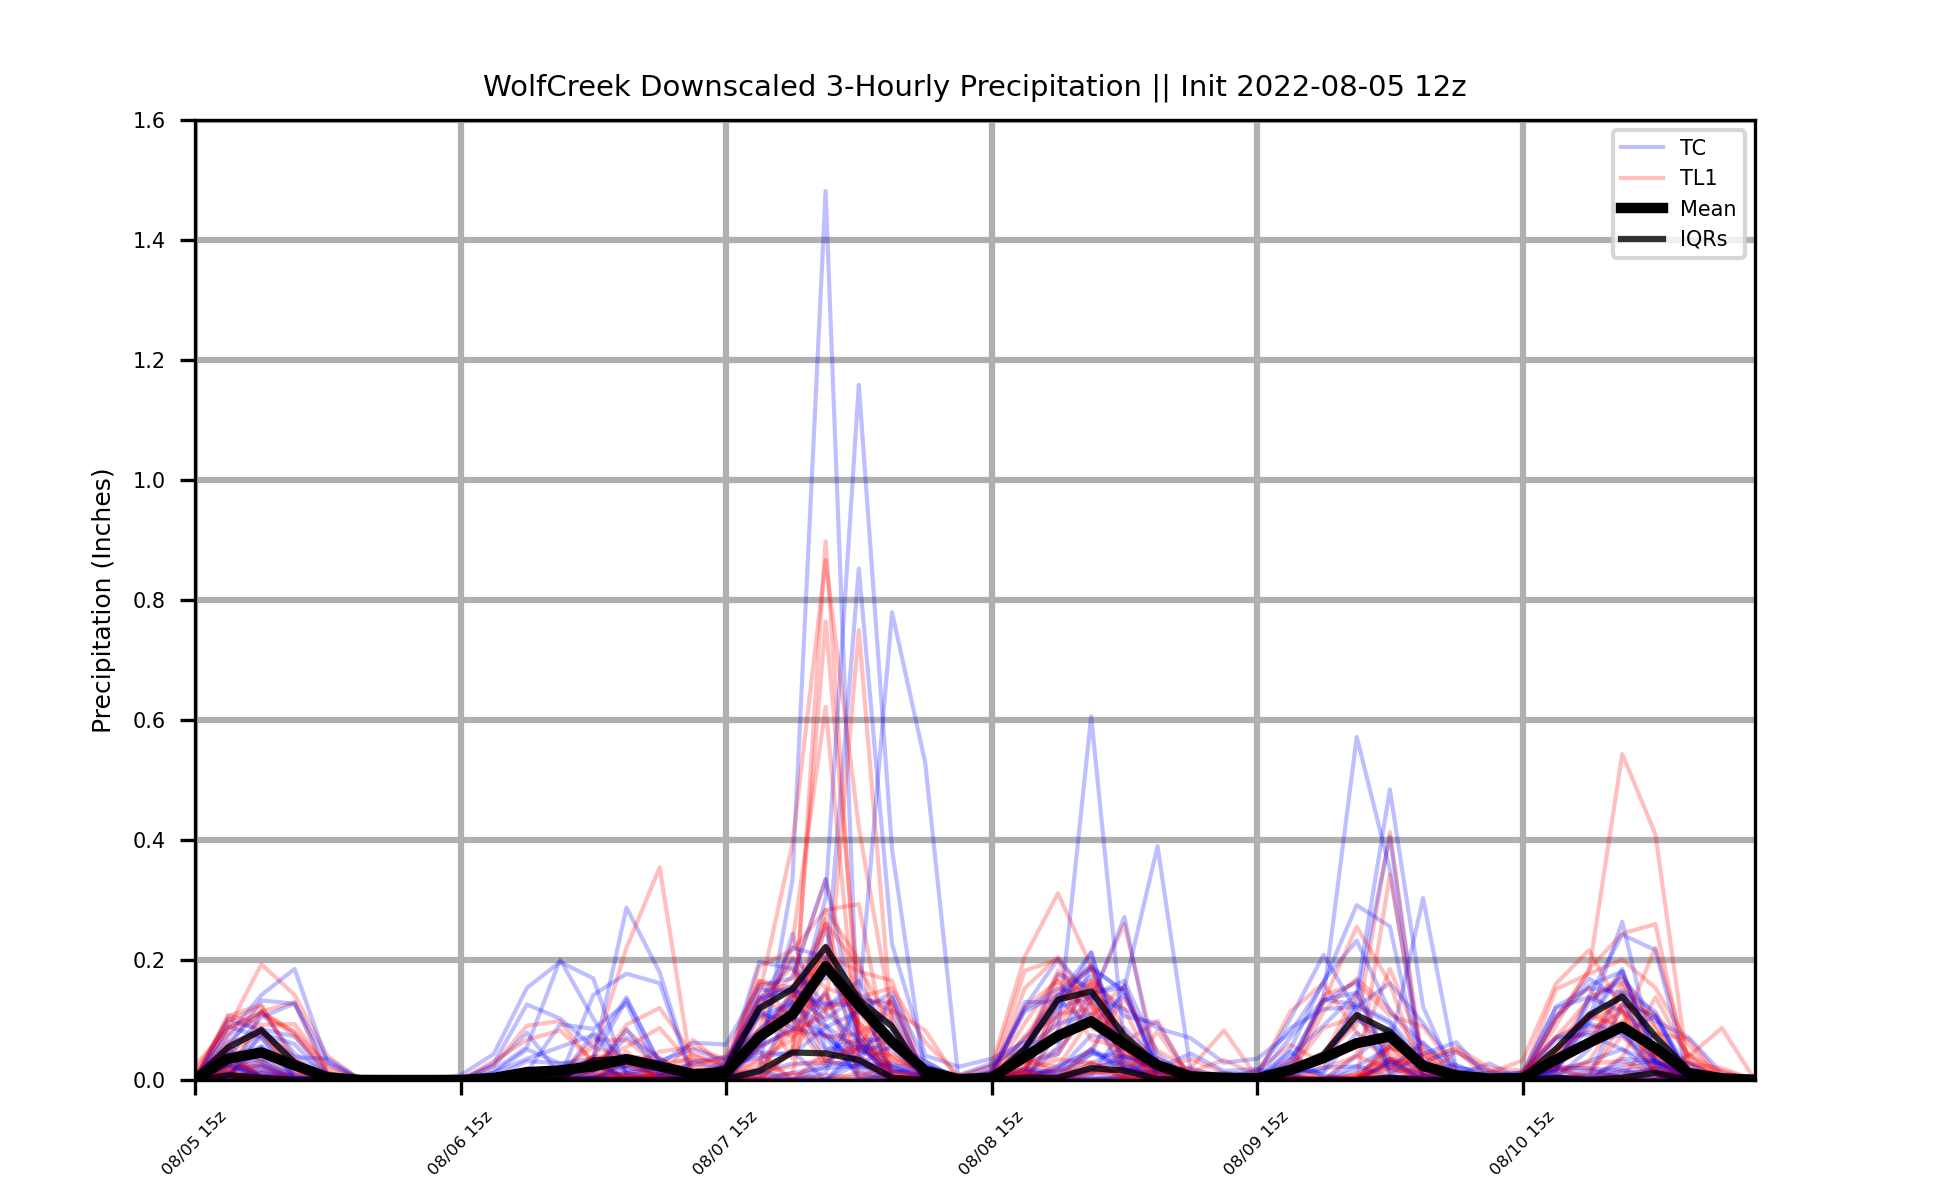 WolfCreek Downscaled 3-Hourly Precipitation || Init 2022-08-05 12z
Precipitation (Inches)
1.6
1.4
1.2
1.0
0.8
0.6
0.4
0.2
0.0
TC
TL1
Mean
IQRs
08/05 15z
08/06 15z
08/07 15z
08/08 15z
08/09 15z
08/10 15z